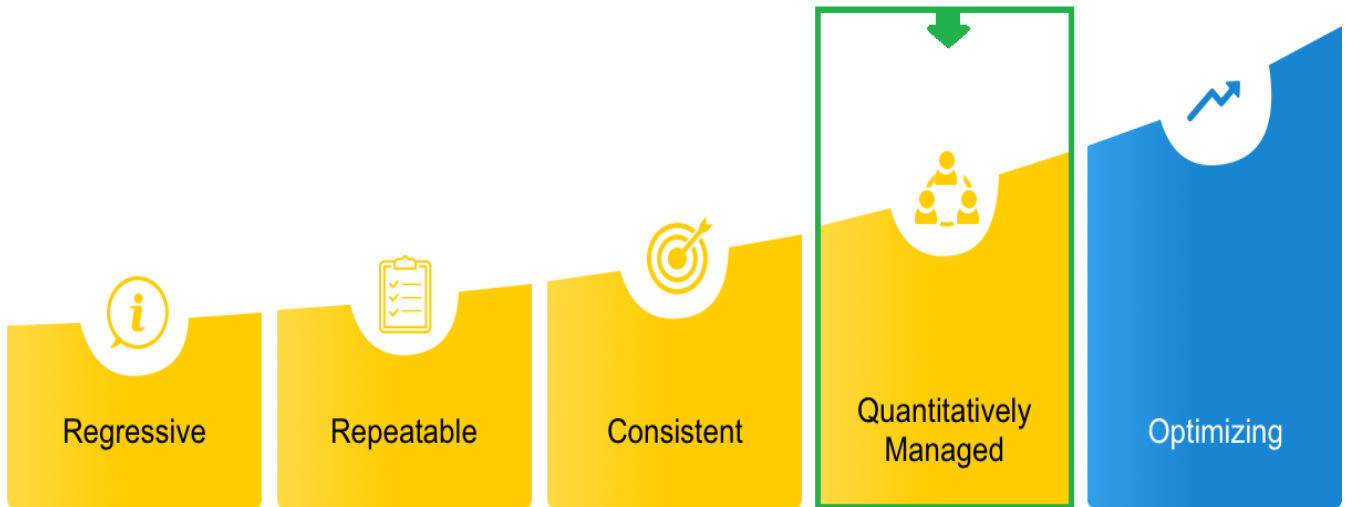 Regressive
Repeatable
Consistent
Quantitatively
Managed
Optimizing